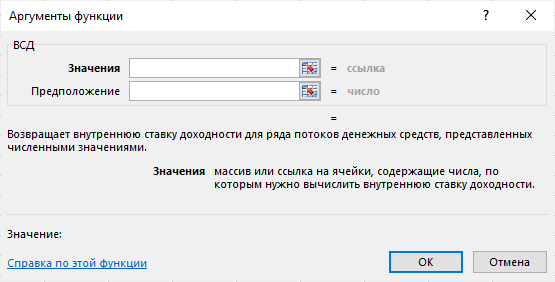 Аргументы функции ? ×
ВСД
Значения = ссылка
Предположение = число
=
Возвращает внутреннюю ставку доходности для ряда потоков денежных средств, представленных
численными значениями.
Значения массив или ссылка на ячейки, содержащие числа, по
которым нужно вычислить внутреннюю ставку доходности.
Значение:
Справка по этой функции ОК Отмена